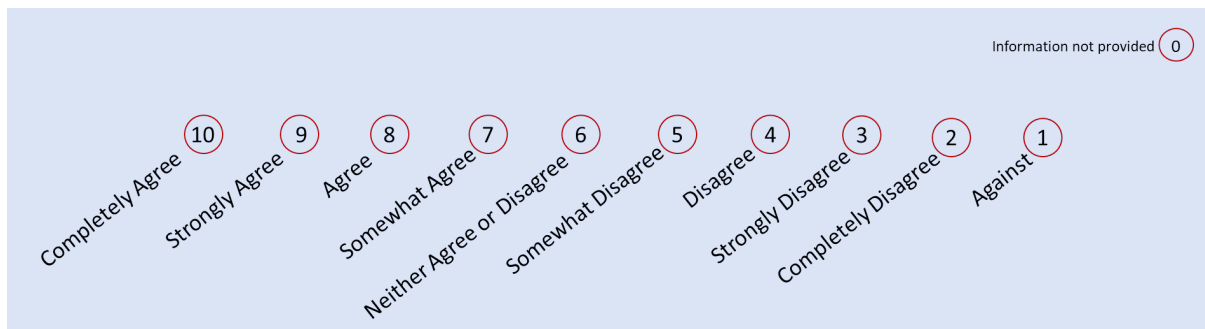 Information not provided 0
10 9 8 7 6 5 4 3 2 1
Completely Agree
Strongly Agree
Agree
Somewhat Agree
Neither Agree or Disagree
Somewhat Disagree
Disagree
Strongly Disagree
Completely Disagree
Against